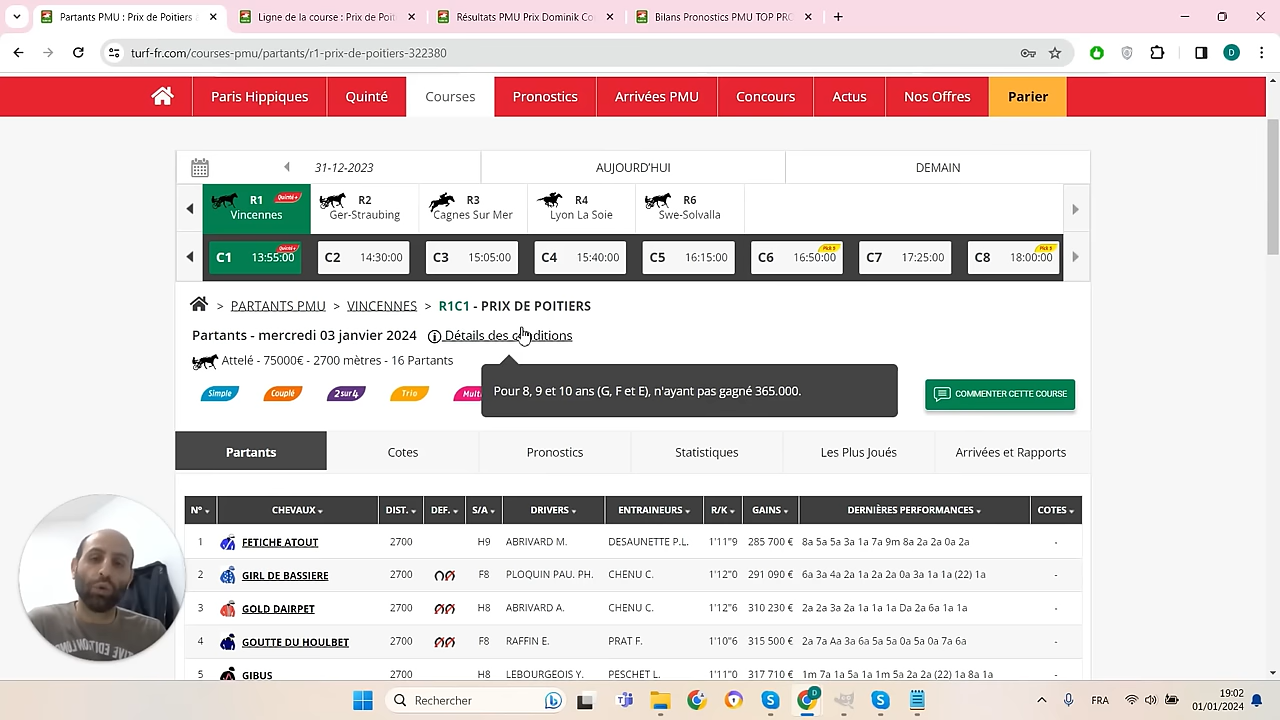 Partants PMU : Prix de Poitiers
Ligne de la course : Prix de Poi
Résultats PMU Prix Dominik Co
Bilans Pronostics PMU TOP PRO
turf-fr.com/courses-pmu/partants/r1-prix-de-poitiers-322380
D
Paris Hippiques Quinté Courses Pronostics Arrivées PMU Concours Actus Nos Offres Parier
31-12-2023 AUJOURD'HUI DEMAIN
R1 Quinté+ R2 R3 R4 R6
Vincennes Ger-Straubing Cagnes Sur Mer Lyon La Soie Swe-Solvalla
C1 13:55:00 Quinté+ C2 14:30:00 C3 15:05:00 C4 15:40:00 C5 16:15:00 C6 16:50:00 PICK 5 C7 17:25:00 C8 18:00:00 PICK 5
> PARTANTS PMU > VINCENNES > R1C1 - PRIX DE POITIERS
Partants - mercredi 03 janvier 2024 Détails des conditions
Attelé - 75000€ - 2700 mètres - 16 Partants
Simple Couplé 2 sur 4 Trio Multi
Pour 8, 9 et 10 ans (G, F et E), n'ayant pas gagné 365.000.
COMMENTER CETTE COURSE
Partants Cotes Pronostics Statistiques Les Plus Joués Arrivées et Rapports
N° CHEVAUX DIST. DEF. S/A DRIVERS ENTRAINEURS R/K GAINS DERNIÈRES PERFORMANCES COTES
1 FETICHE ATOUT 2700 H9 ABRIVARD M. DESAUNETTE P.L. 1'11"9 285 700 € 8a 5a 5a 3a 1a 7a 9m 8a 2a 2a 0a 2a -
2 GIRL DE BASSIERE 2700 F8 PLOQUIN PAU. PH. CHENU C. 1'12"0 291 090 € a 3a 4a 2a 1a 2a 2a 0a 3a 1a 1a (22) 1a -
3 GOLD DAIRPET 2700 H8 ABRIVARD A. CHENU C. 1'12"6 310 230 € 2a 2a 3a 2a 1a 1a 1a Da 2a 6a 1a 1a -
4 GOUTTE DU HOULBET 2700 F8 RAFFIN E. PRAT F. 1'10"6 315 500 € a 7a Aa 3a 6a 5a 5a 0a 5a 0a 7a 6a -
5 GIBUS 2700 H8 LEBOURGEOIS Y. PESCHET L. 1'11"0 317 710 € 1m 7a 1a 5a 1a 1m 5a 2a 2a (22) 1a 8a 1a -
EDITION LON
Rechercher
D
FRA
19:02
01/01/2024